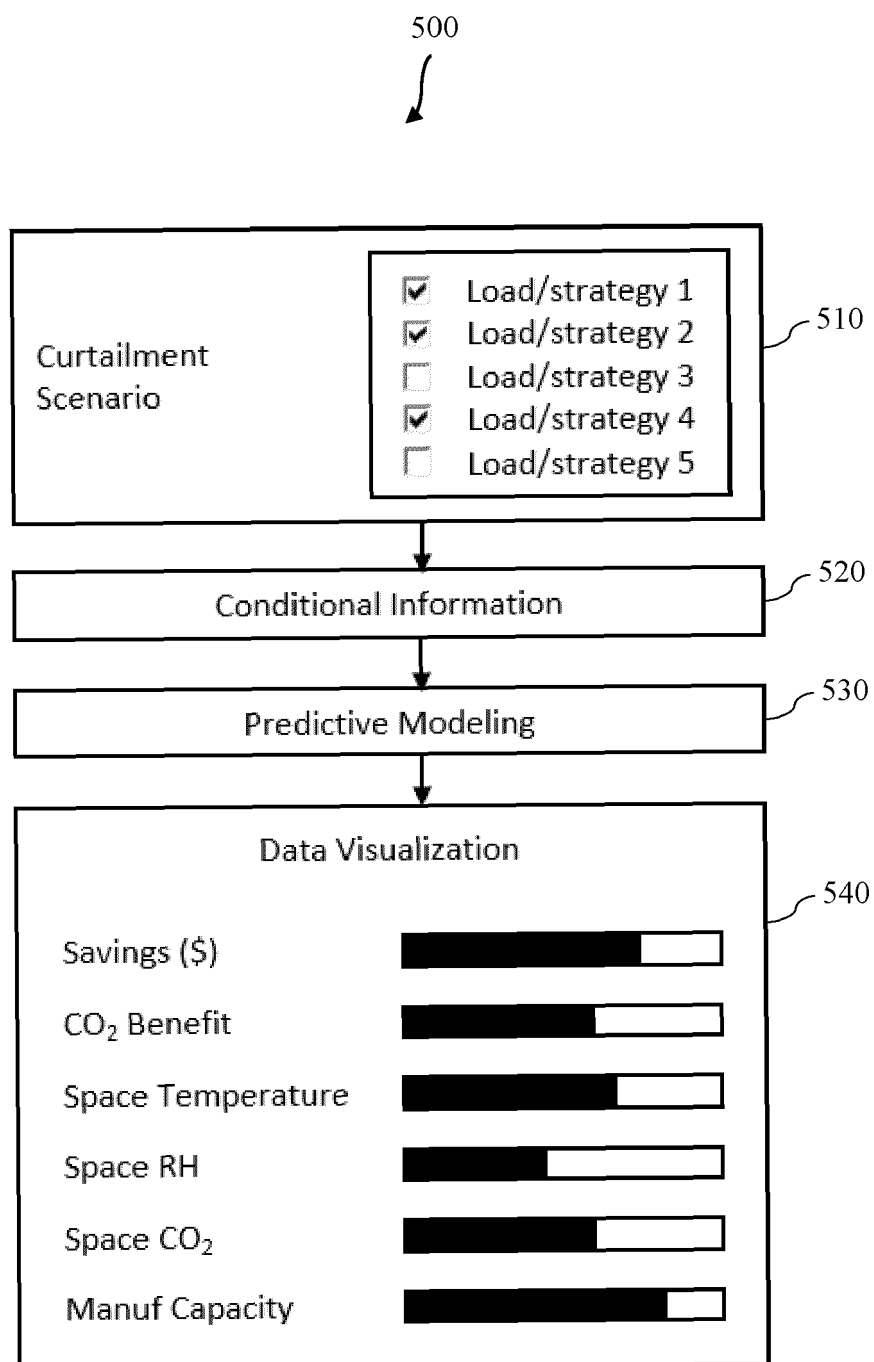 500
Curtailment
Scenario
Load/strategy 1
Load/strategy 2
Load/strategy 3
Load/strategy 4
Load/strategy 5
510
Conditional Information
520
Predictive Modeling
530
Data Visualization
540
Savings ($)
CO₂ Benefit
Space Temperature
Space RH
Space CO₂
Manuf Capacity